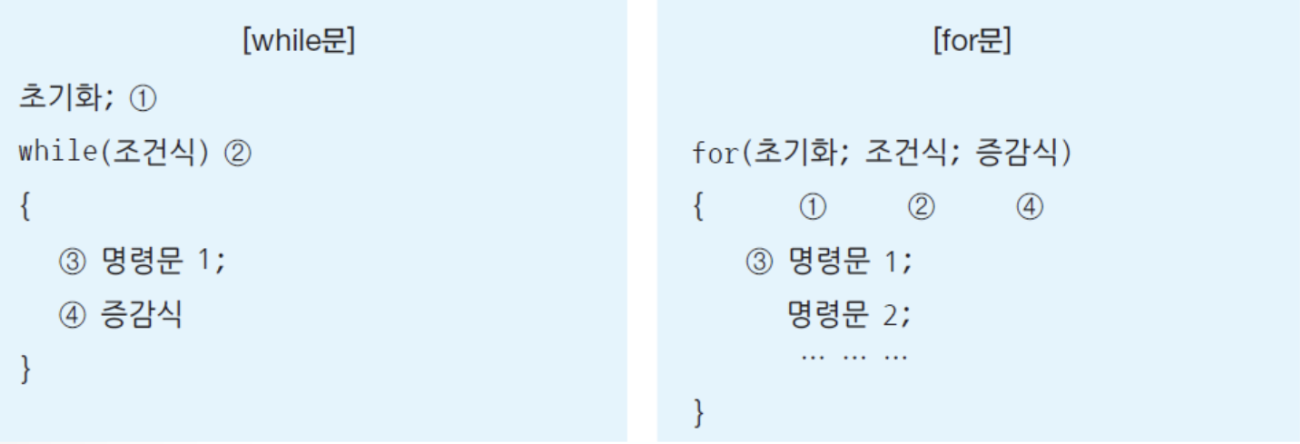 [while문]
초기화; ①
while(조건식) ②
{
③ 명령문 1;
④ 증감식
}
[for문]
for(초기화; 조건식; 증감식)
{ ① ② ④
③ 명령문 1;
명령문 2;
… … …
}